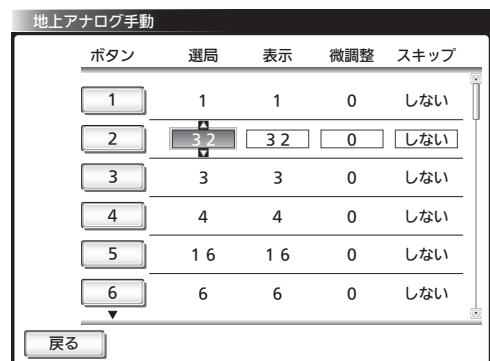 地上アナログ手動
ボタン 選局 表示 微調整 スキップ
1 1 1 0 しない
2 32 32 0 しない
3 3 3 0 しない
4 4 4 0 しない
5 16 16 0 しない
6 6 6 0 しない
戻る